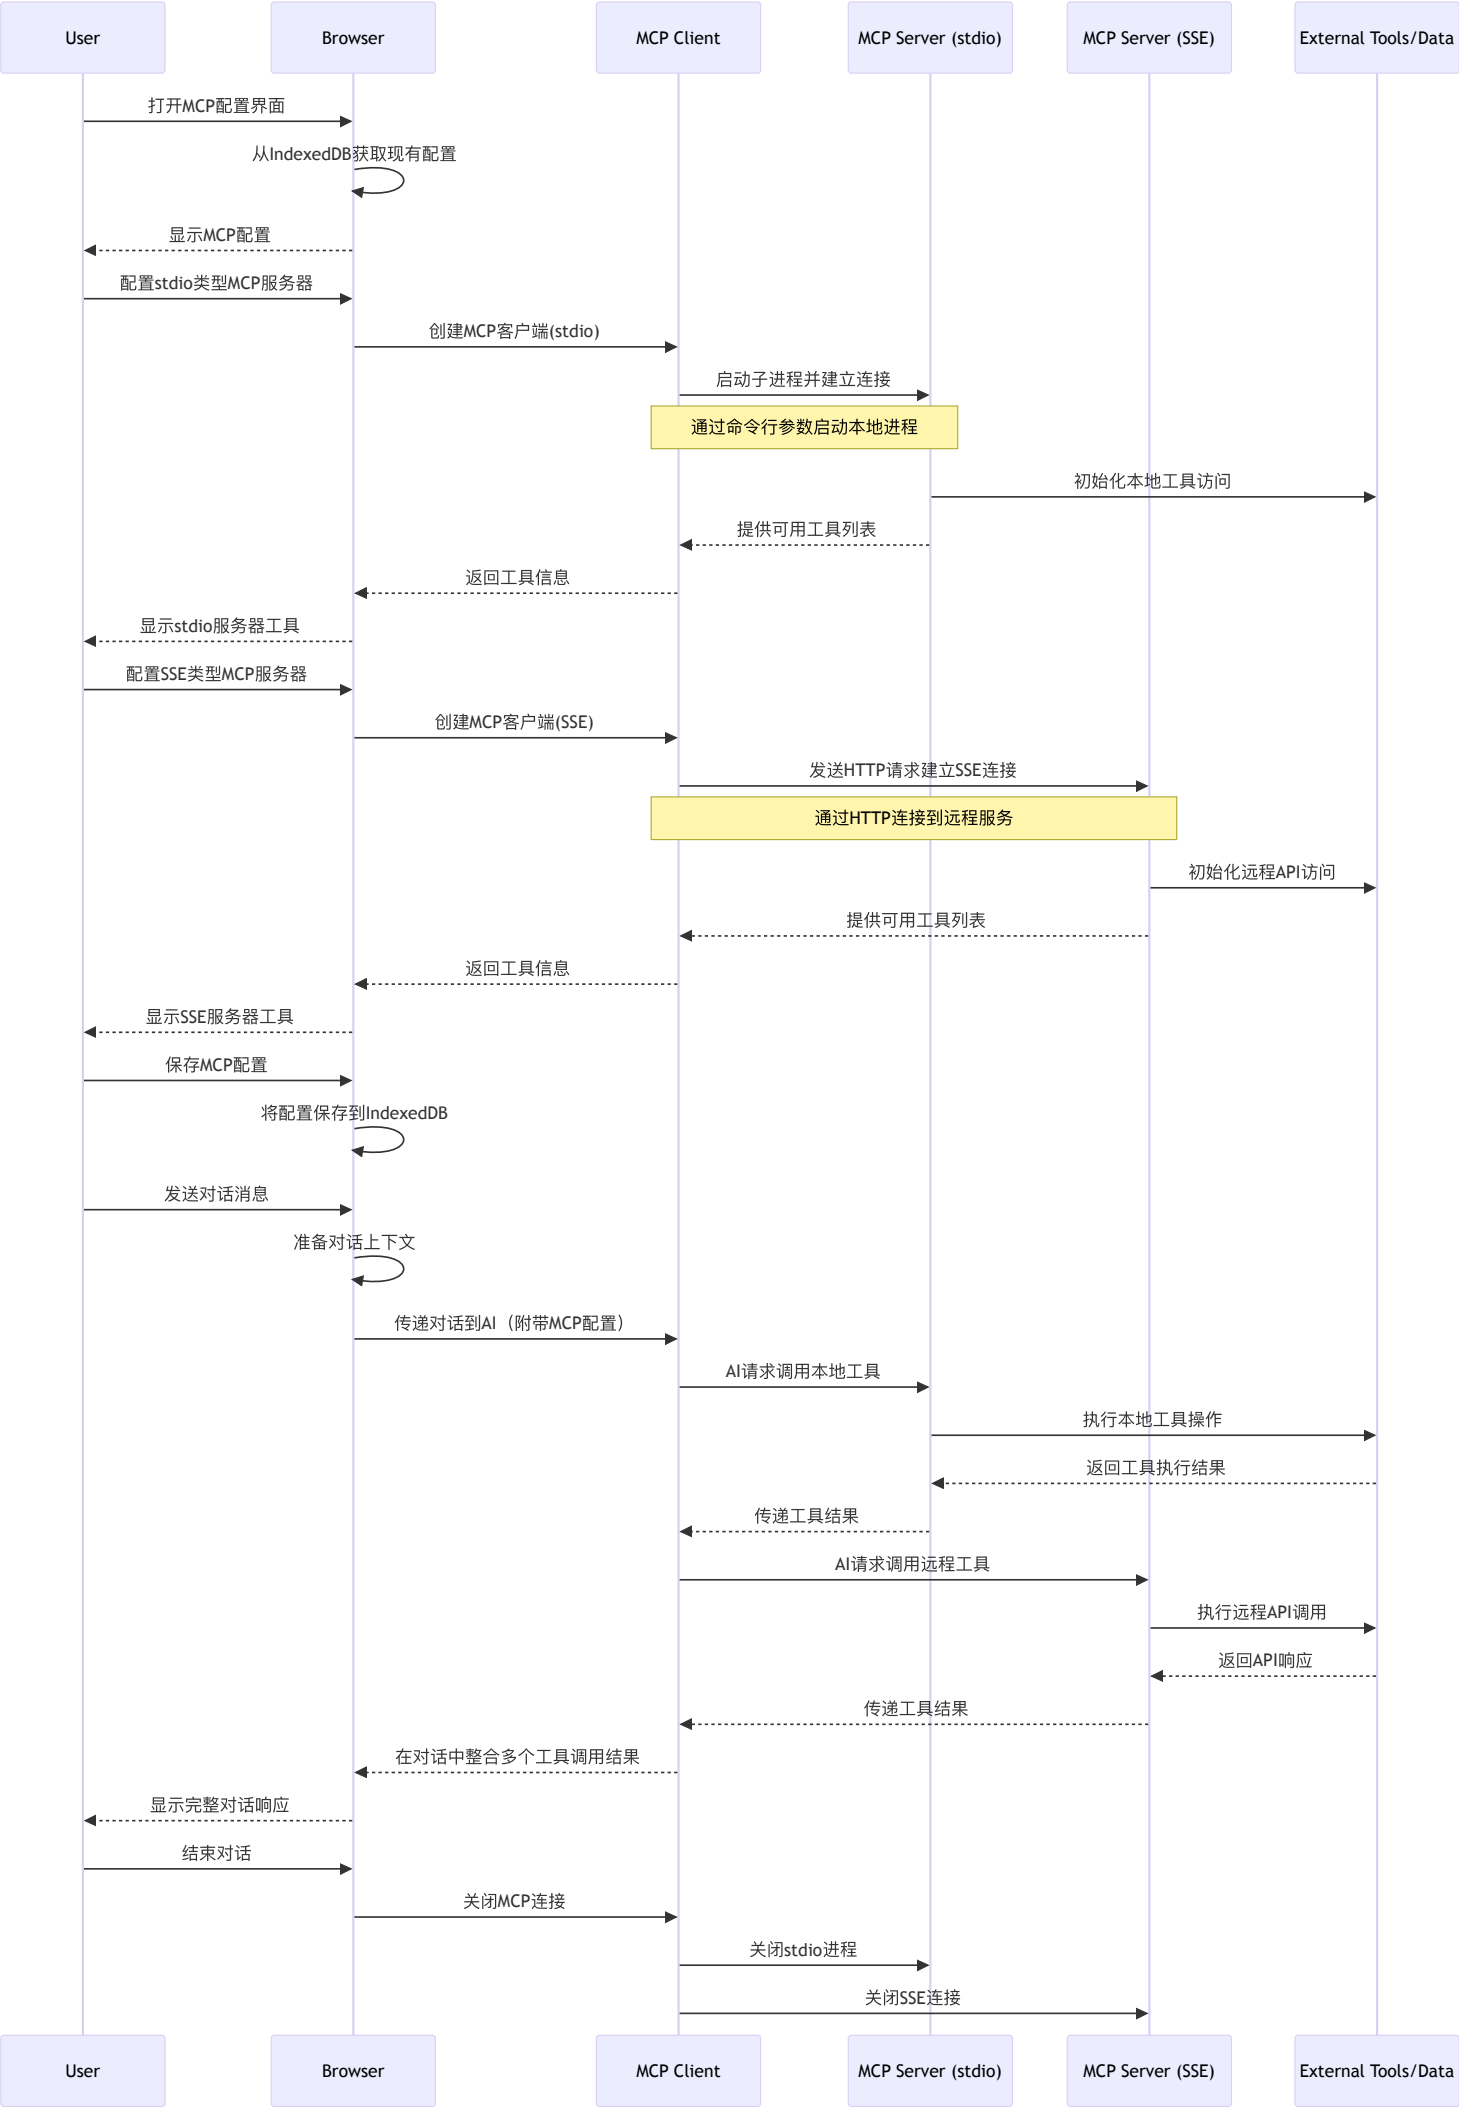 User
Browser
MCP Client
MCP Server (stdio)
MCP Server (SSE)
External Tools/Data
打开MCP配置界面
从IndexedDB获取现有配置
显示MCP配置
配置stdio类型MCP服务器
创建MCP客户端(stdio)
启动子进程并建立连接
通过命令行参数启动本地进程
初始化本地工具访问
提供可用工具列表
返回工具信息
显示stdio服务器工具
配置SSE类型MCP服务器
创建MCP客户端(SSE)
发送HTTP请求建立SSE连接
通过HTTP连接到远程服务
初始化远程API访问
提供可用工具列表
返回工具信息
显示SSE服务器工具
保存MCP配置
将配置保存到IndexedDB
发送对话消息
准备对话上下文
传递对话到AI（附带MCP配置）
AI请求调用本地工具
执行本地工具操作
返回工具执行结果
传递工具结果
AI请求调用远程工具
执行远程API调用
返回API响应
传递工具结果
在对话中整合多个工具调用结果
显示完整对话响应
结束对话
关闭MCP连接
关闭stdio进程
关闭SSE连接
User
Browser
MCP Client
MCP Server (stdio)
MCP Server (SSE)
External Tools/Data